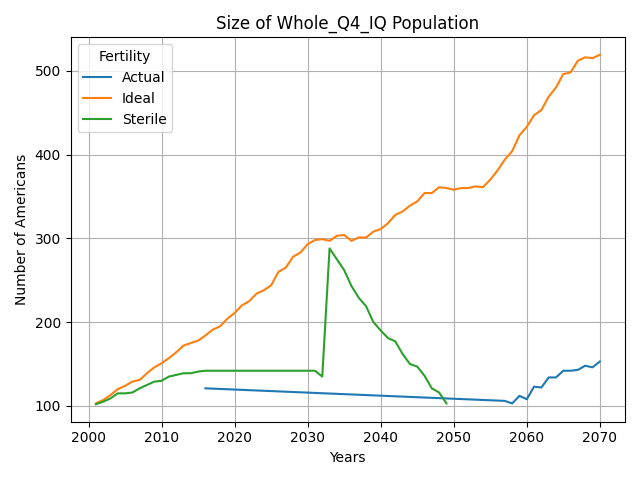 Size of Whole_Q4_IQ Population
Fertility
Actual
Ideal
Sterile
Number of Americans
500
400
300
200
100
2000 2010 2020 2030 2040 2050 2060 2070
Years